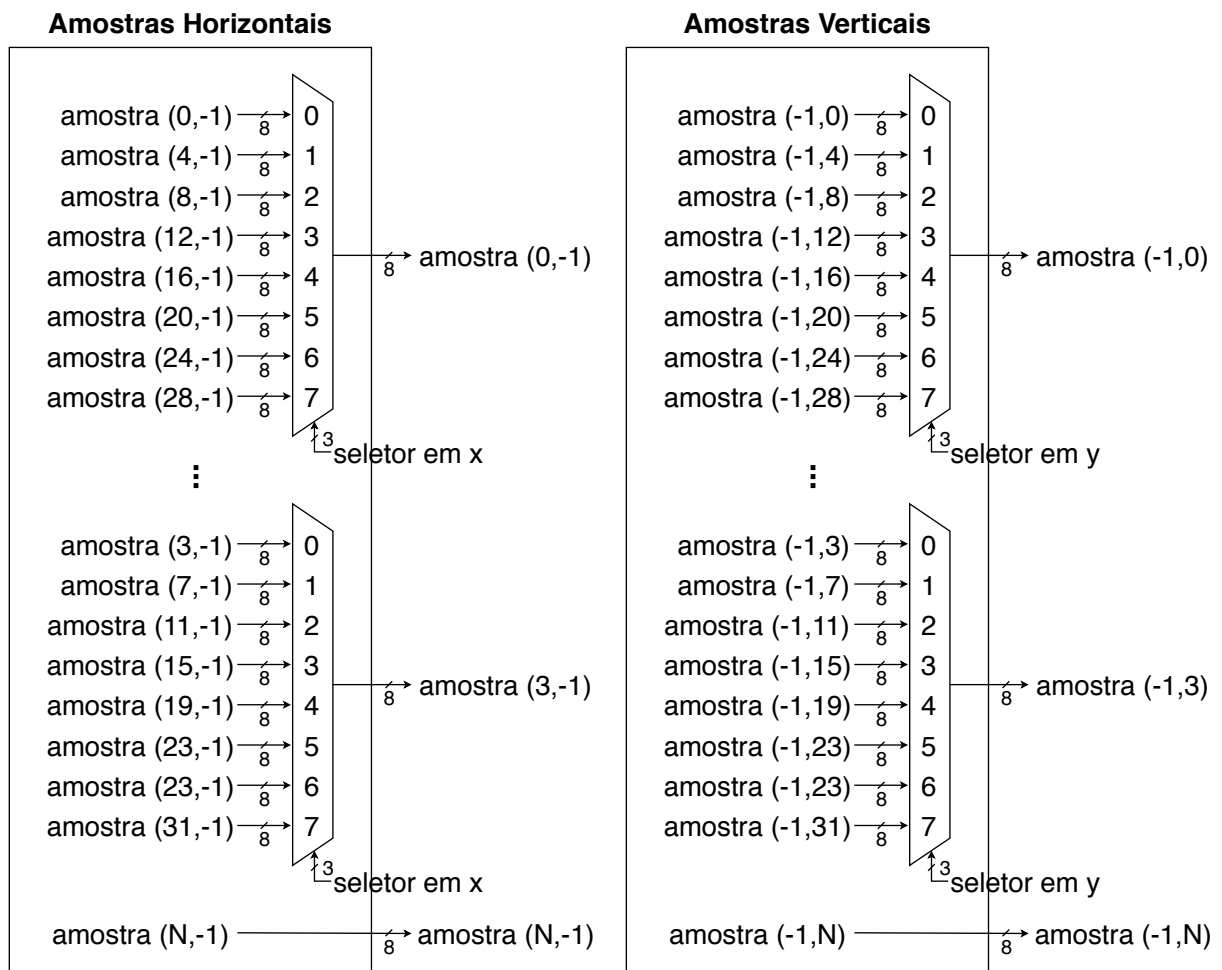 Amostras Horizontais
amostra (0,-1) 8 0
amostra (4,-1) 8 1
amostra (8,-1) 8 2
amostra (12,-1) 8 3
amostra (16,-1) 8 4
amostra (20,-1) 8 5
amostra (24,-1) 8 6
amostra (28,-1) 8 7
8 amostra (0,-1)
3
seletor em x
...
amostra (3,-1) 8 0
amostra (7,-1) 8 1
amostra (11,-1) 8 2
amostra (15,-1) 8 3
amostra (19,-1) 8 4
amostra (23,-1) 8 5
amostra (23,-1) 8 6
amostra (31,-1) 8 7
8 amostra (3,-1)
3
seletor em x
amostra (N,-1) 8 amostra (N,-1)
Amostras Verticais
amostra (-1,0) 8 0
amostra (-1,4) 8 1
amostra (-1,8) 8 2
amostra (-1,12) 8 3
amostra (-1,16) 8 4
amostra (-1,20) 8 5
amostra (-1,24) 8 6
amostra (-1,28) 8 7
8 amostra (-1,0)
3
seletor em y
...
amostra (-1,3) 8 0
amostra (-1,7) 8 1
amostra (-1,11) 8 2
amostra (-1,15) 8 3
amostra (-1,19) 8 4
amostra (-1,23) 8 5
amostra (-1,23) 8 6
amostra (-1,31) 8 7
8 amostra (-1,3)
3
seletor em y
amostra (-1,N) 8 amostra (-1,N)